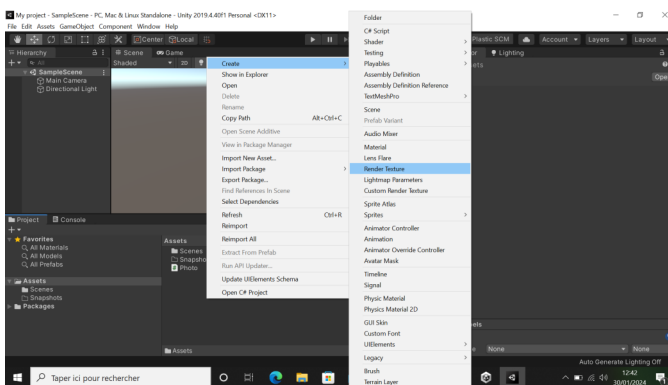 My project - SampleScene - PC, Mac & Linux Standalone - Unity 2019.4.40f1 Personal <DX11>
File Edit Assets GameObject Component Window Help
Center Local
Plastic SCM Account Layers Layout
Hierarchy
Scene Game
Lighting
All
Shaded 2D
SampleScene
Main Camera
Directional Light
Create
Show in Explorer
Open
Delete
Rename
Copy Path Alt+Ctrl+C
Open Scene Additive
View in Package Manager
Import New Asset...
Import Package
Export Package...
Find References In Scene
Select Dependencies
Refresh Ctrl+R
Reimport
Reimport All
Extract From Prefab
Run API Updater...
Update UIElements Schema
Open C# Project
Folder
C# Script
Shader
Testing
Playables
Assembly Definition
Assembly Definition Reference
TextMeshPro
Scene
Prefab Variant
Audio Mixer
Material
Lens Flare
Render Texture
Lightmap Parameters
Custom Render Texture
Sprite Atlas
Sprites
Animator Controller
Animation
Animator Override Controller
Avatar Mask
Timeline
Signal
Physic Material
Physics Material 2D
GUI Skin
Custom Font
UIElements
Legacy
Brush
Terrain Layer
Project Console
Favorites
All Materials
All Models
All Prefabs
Assets
Scenes
Snapshots
Packages
Assets
Scenes
Snapsho
Photo
Assets
None None
Auto Generate Lighting Off
Taper ici pour rechercher
12:42
30/01/2024